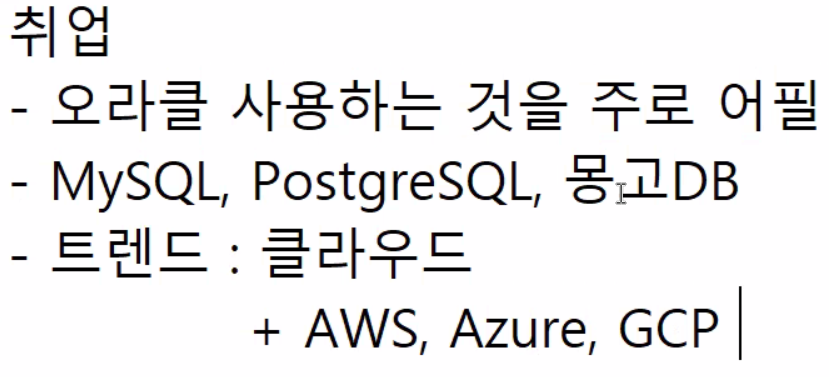 취업
- 오라클 사용하는 것을 주로 어필
- MySQL, PostgreSQL, 몽고DB
- 트렌드 : 클라우드
+ AWS, Azure, GCP